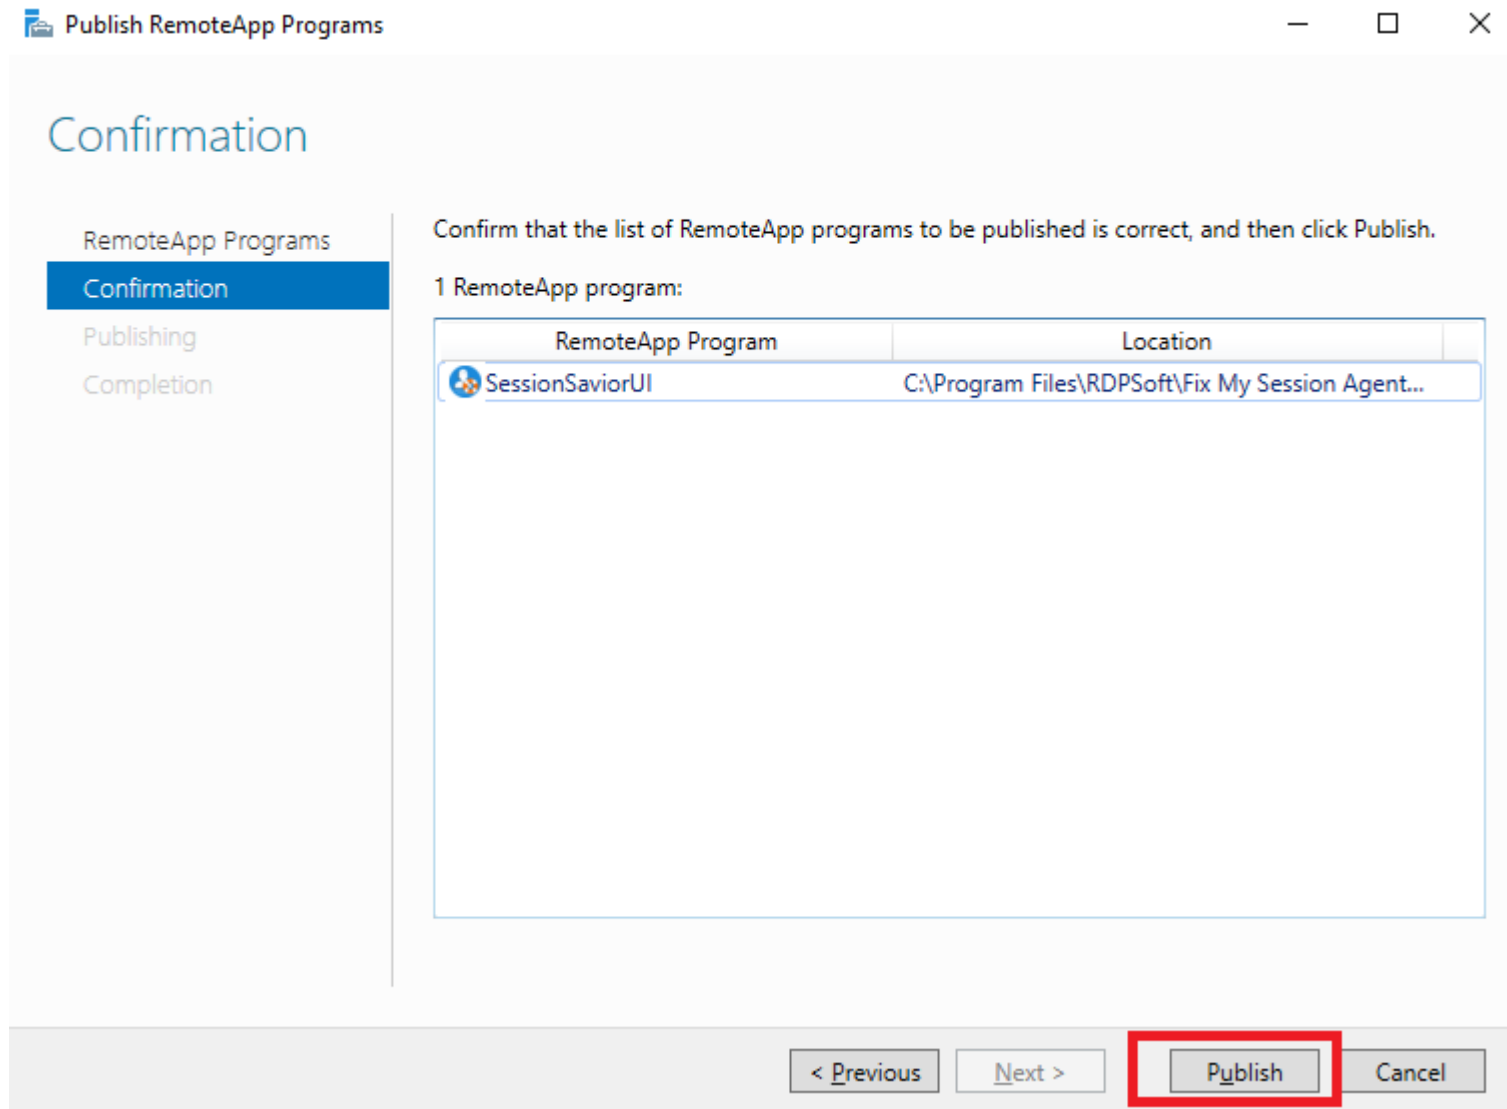 Publish RemoteApp Programs
Confirmation
RemoteApp Programs
Confirmation
Publishing
Completion
Confirm that the list of RemoteApp programs to be published is correct, and then click Publish.
1 RemoteApp program:
RemoteApp Program Location
SessionSaviorUI C:\Program Files\RDPSoft\Fix My Session Agent...
< Previous Next > Publish Cancel